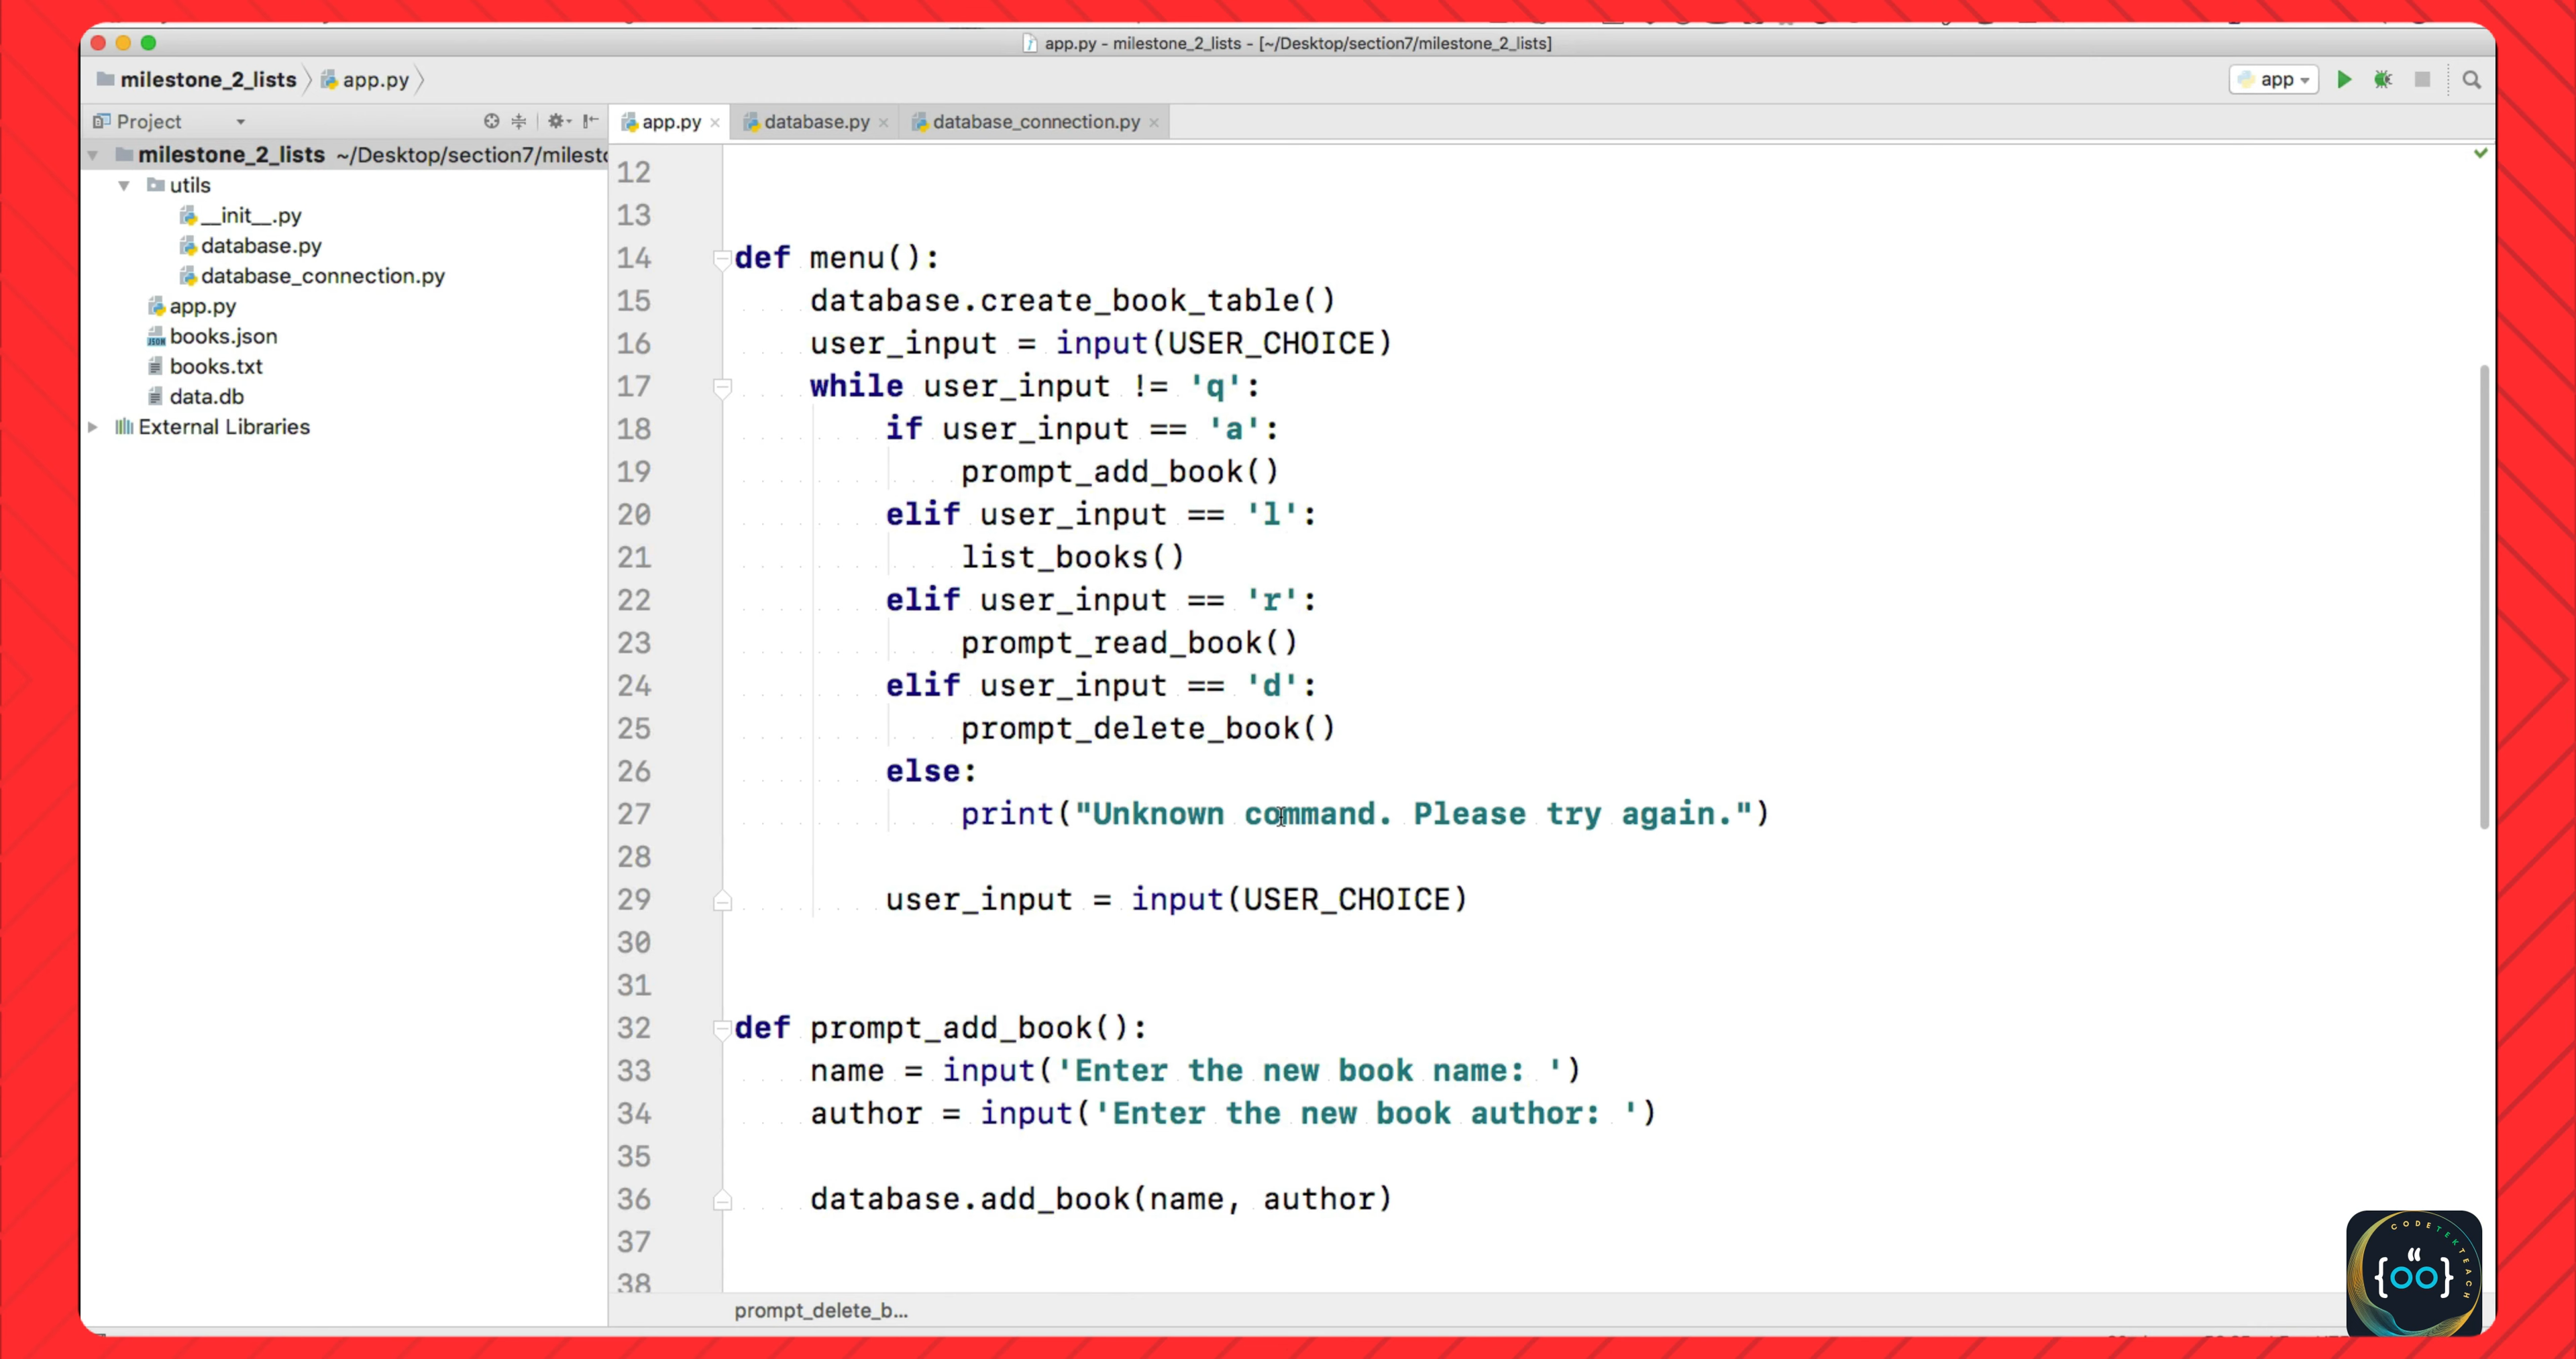 app.py - milestone_2_lists - [~/Desktop/section7/milestone_2_lists]
milestone_2_lists app.py
app
Project
app.py database.py database_connection.py
milestone_2_lists ~/Desktop/section7/milest
utils
__init__.py
database.py
database_connection.py
app.py
books.json
books.txt
data.db
External Libraries
12
13
14 def menu():
15 database.create_book_table()
16 user_input = input(USER_CHOICE)
17 while user_input != 'q':
18 if user_input == 'a':
19 prompt_add_book()
20 elif user_input == 'l':
21 list_books()
22 elif user_input == 'r':
23 prompt_read_book()
24 elif user_input == 'd':
25 prompt_delete_book()
26 else:
27 print("Unknown command. Please try again.")
28
29 user_input = input(USER_CHOICE)
30
31
32 def prompt_add_book():
33 name = input('Enter the new book name: ')
34 author = input('Enter the new book author: ')
35
36 database.add_book(name, author)
37
38
prompt_delete_b...
CODETEKTEACH